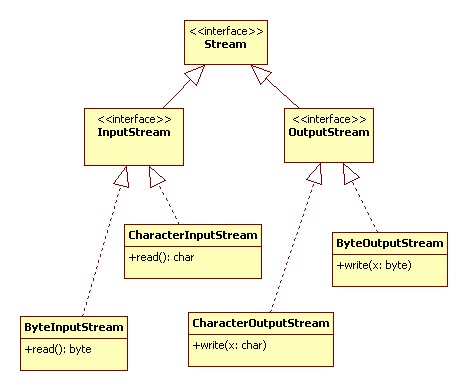 <<interface>>
Stream
<<interface>>
InputStream
<<interface>>
OutputStream
CharacterInputStream
+read(): char
ByteOutputStream
+write(x: byte)
ByteInputStream
+read(): byte
CharacterOutputStream
+write(x: char)